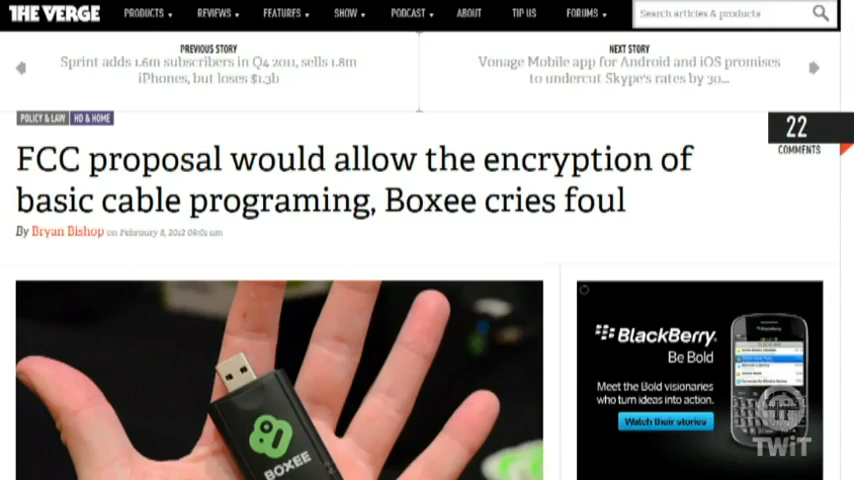 THE VERGE
PRODUCTS
REVIEWS
FEATURES
SHOW
PODCAST
ABOUT
TIP US
FORUMS
Search articles & products
PREVIOUS STORY
Sprint adds 1.6m subscribers in Q4 2011, sells 1.8m
iPhones, but loses $1.3b
NEXT STORY
Vonage Mobile app for Android and iOS promises
to undercut Skype's rates by 30...
POLICY & LAW
HD & HOME
22
COMMENTS
FCC proposal would allow the encryption of
basic cable programing, Boxee cries foul
By Bryan Bishop on February 8, 2012 09:01 am
BOXEE
BlackBerry.
Be Bold
Meet the Bold visionaries
who turn ideas into action.
Watch their stories
TWiT